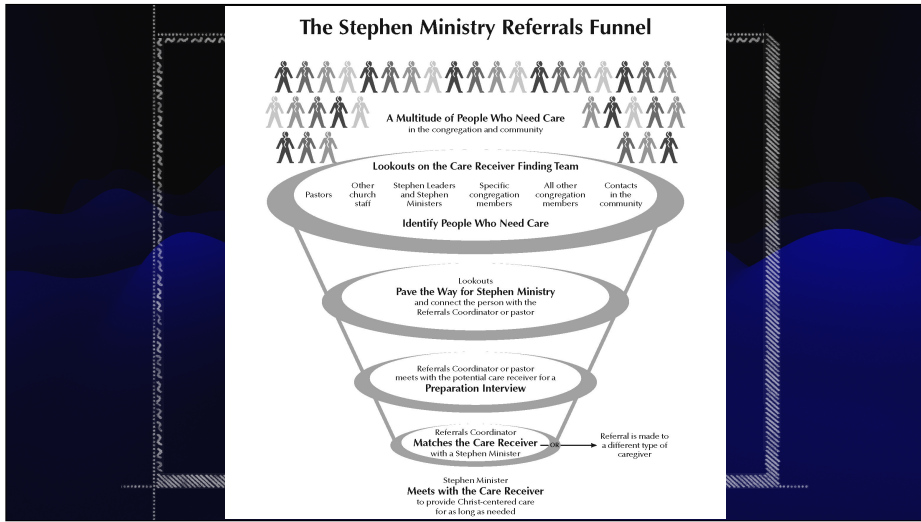 The Stephen Ministry Referrals Funnel
A Multitude of People Who Need Care
in the congregation and community
Lookouts on the Care Receiver Finding Team
Pastors
Other
church
staff
Stephen Leaders
and Stephen
Ministers
Specific
congregation
members
All other
congregation
members
Contacts
in the
community
Identify People Who Need Care
Lookouts
Pave the Way for Stephen Ministry
and connect the person with the
Referrals Coordinator or pastor
Referrals Coordinator or pastor
meets with the potential care receiver for a
Preparation Interview
Referrals Coordinator
Matches the Care Receiver
with a Stephen Minister
OR
Referral is made to
a different type of
caregiver
Stephen Minister
Meets with the Care Receiver
to provide Christ-centered care
for as long as needed